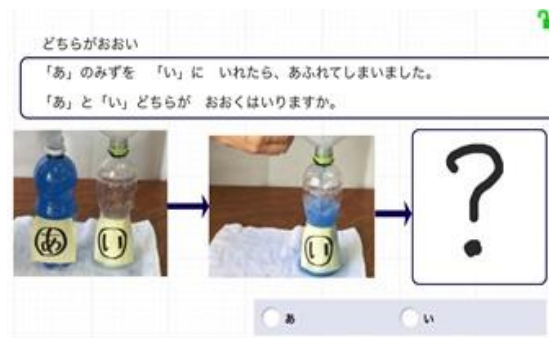 どちらがおおい
「あ」のみずを 「い」に いれたら、あふれてしまいました。
「あ」と「い」どちらが おおくはいりますか。
あ
い
い
?
あ
い